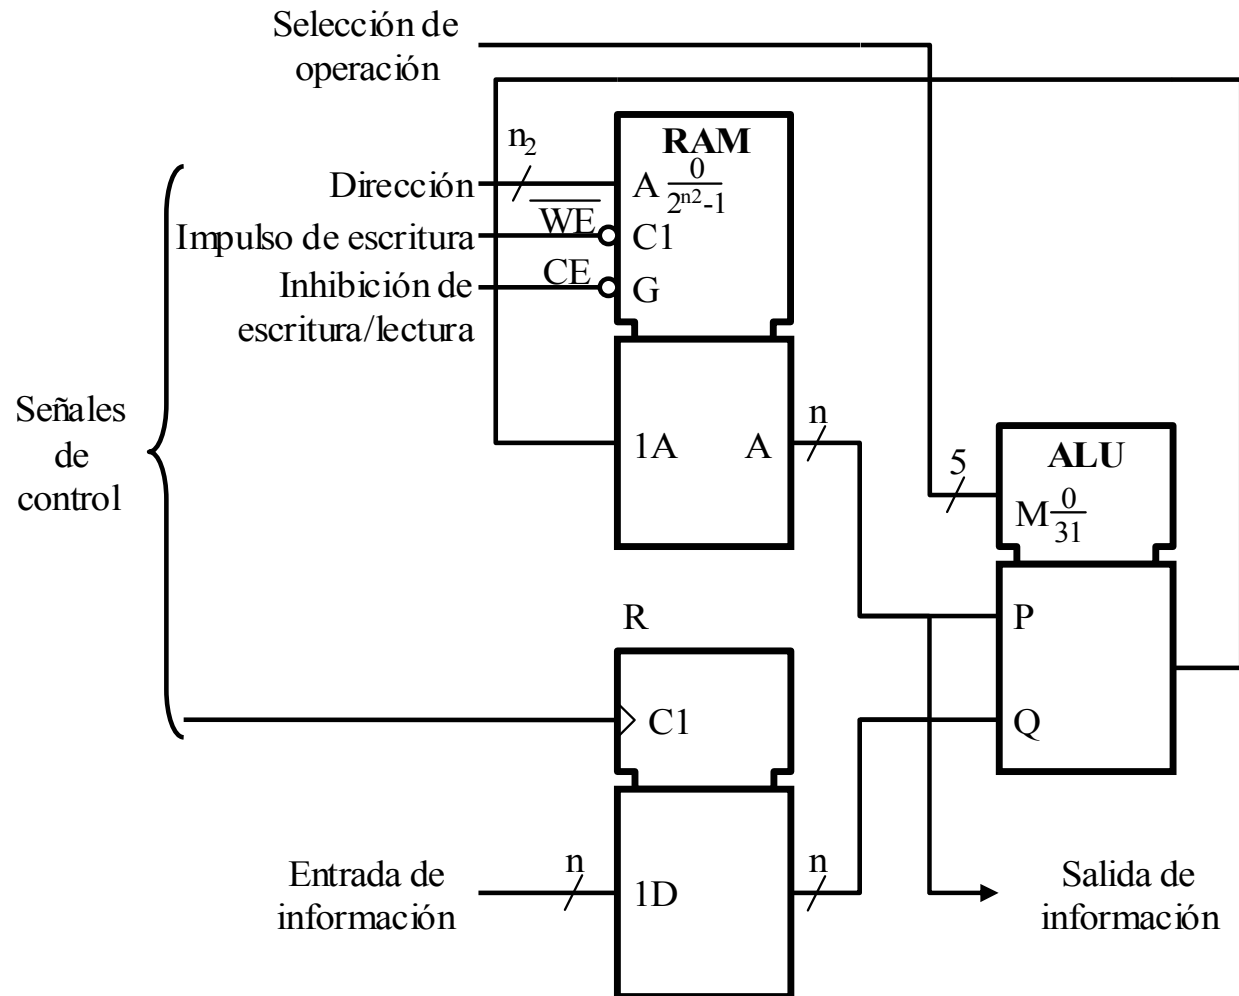 Selección de
operación
n2
RAM
Dirección
A 0
2^n2-1
WE
Impulso de escritura
C1
CE
G
Inhibición de
escritura/lectura
Señales
de
control
1A
A
n
5
ALU
M 0
31
R
P
C1
Q
Entrada de
información
n
1D
n
Salida de
información